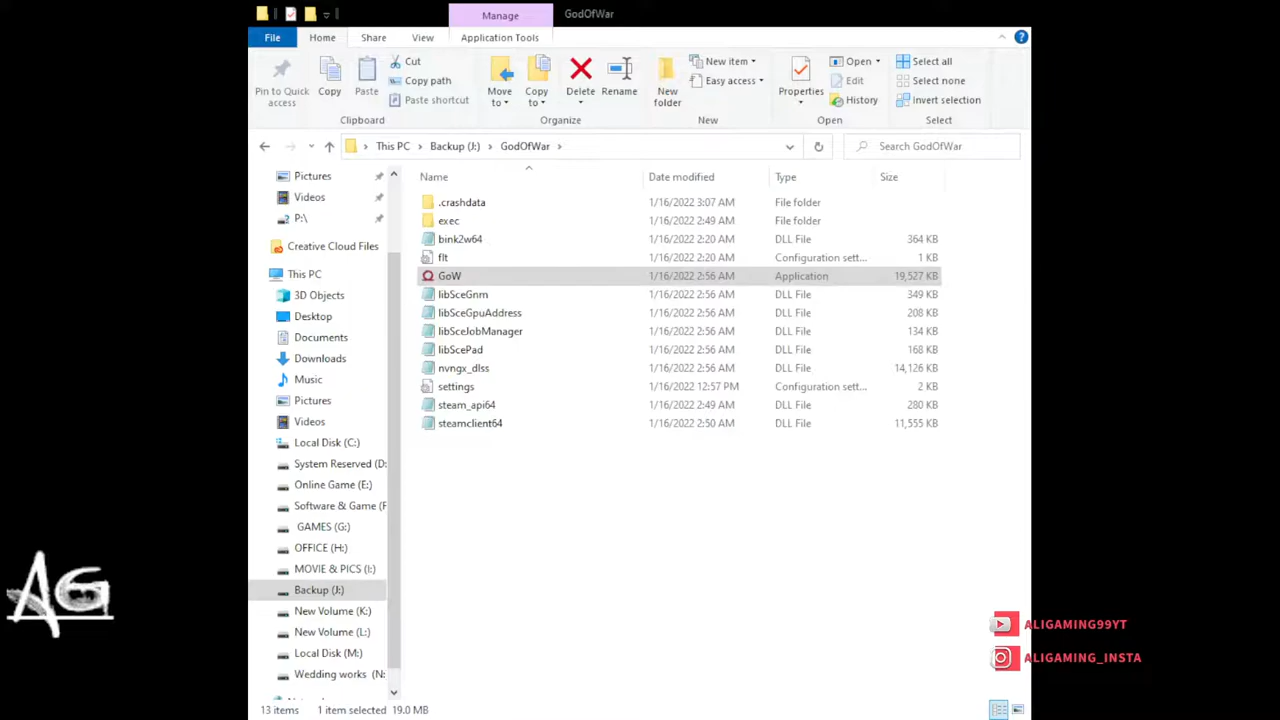 Manage GodOfWar
File Home Share View Application Tools
Pin to Quick access
Copy
Paste
Cut
Copy path
Paste shortcut
Clipboard
Move to
Copy to
Delete
Rename
Organize
New folder
New item
Easy access
New
Properties
Open
Edit
History
Open
Select all
Select none
Invert selection
Select
This PC Backup (J:) GodOfWar
Search GodOfWar
Pictures
Videos
P:\
Creative Cloud Files
This PC
3D Objects
Desktop
Documents
Downloads
Music
Pictures
Videos
Local Disk (C:)
System Reserved (D:
Online Game (E:)
Software & Game (F
GAMES (G:)
OFFICE (H:)
MOVIE & PICS (I:)
Backup (J:)
New Volume (K:)
New Volume (L:)
Local Disk (M:)
Wedding works (N:
Name Date modified Type Size
.crashdata 1/16/2022 3:07 AM File folder
exec 1/16/2022 2:49 AM File folder
bink2w64 1/16/2022 2:20 AM DLL File 364 KB
flt 1/16/2022 2:20 AM Configuration sett... 1 KB
GoW 1/16/2022 2:56 AM Application 19,527 KB
libSceGnm 1/16/2022 2:56 AM DLL File 349 KB
libSceGpuAddress 1/16/2022 2:56 AM DLL File 208 KB
libSceJobManager 1/16/2022 2:56 AM DLL File 134 KB
libScePad 1/16/2022 2:56 AM DLL File 168 KB
nvngx_dlss 1/16/2022 2:56 AM DLL File 14,126 KB
settings 1/16/2022 12:57 PM Configuration sett... 2 KB
steam_api64 1/16/2022 2:49 AM DLL File 280 KB
steamclient64 1/16/2022 2:50 AM DLL File 11,555 KB
13 items 1 item selected 19.0 MB
AG
ALIGAMING99YT
ALIGAMING_INSTA